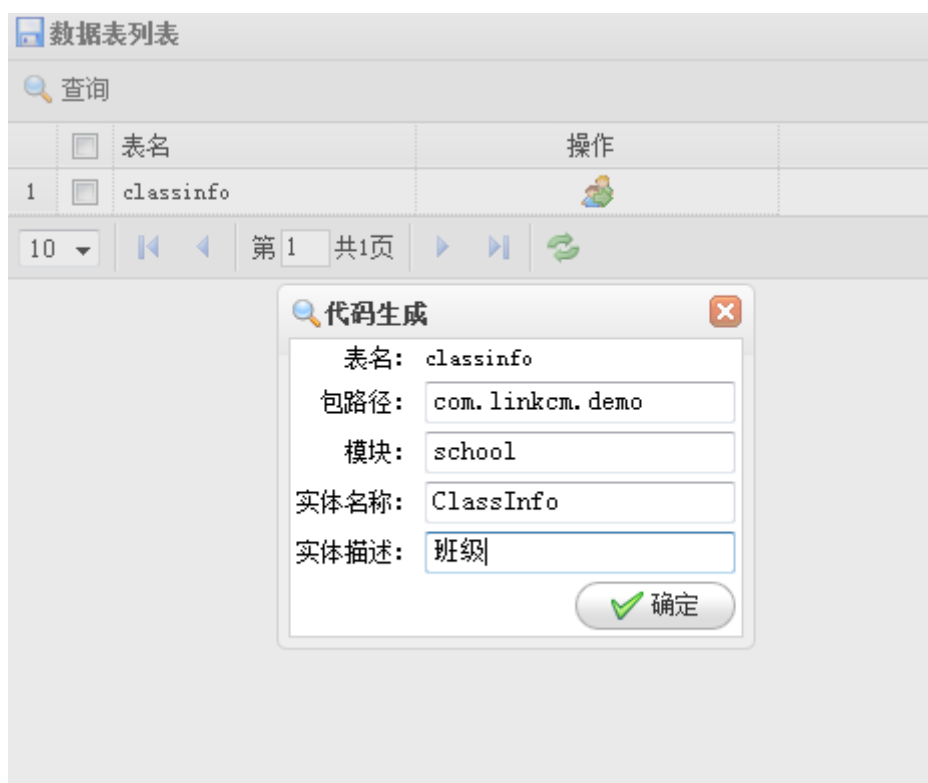 数据表列表
查询
表名 操作
1 classinfo
10 第 1 共1页
代码生成
表名: classinfo
包路径: com.linkcm.demo
模块: school
实体名称: ClassInfo
实体描述: 班级
确定